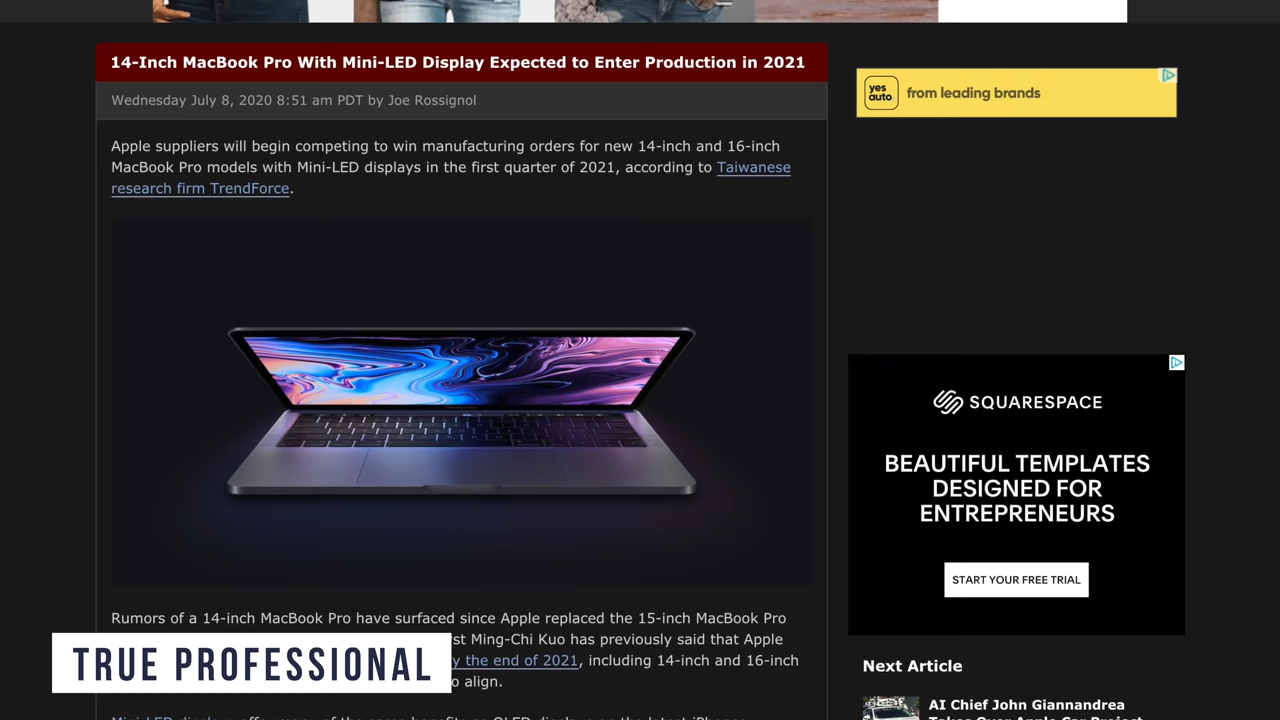 14-Inch MacBook Pro With Mini-LED Display Expected to Enter Production in 2021
Wednesday July 8, 2020 8:51 am PDT by Joe Rossignol
Apple suppliers will begin competing to win manufacturing orders for new 14-inch and 16-inch
MacBook Pro models with Mini-LED displays in the first quarter of 2021, according to Taiwanese
research firm TrendForce.
Rumors of a 14-inch MacBook Pro have surfaced since Apple replaced the 15-inch MacBook Pro
Ming-Chi Kuo has previously said that Apple
the end of 2021, including 14-inch and 16-inch
align.
TRUE PROFESSIONAL
yes
auto.
from leading brands
SQUARESPACE
BEAUTIFUL TEMPLATES
DESIGNED FOR
ENTREPRENEURS
START YOUR FREE TRIAL
Next Article
AI Chief John Giannandrea